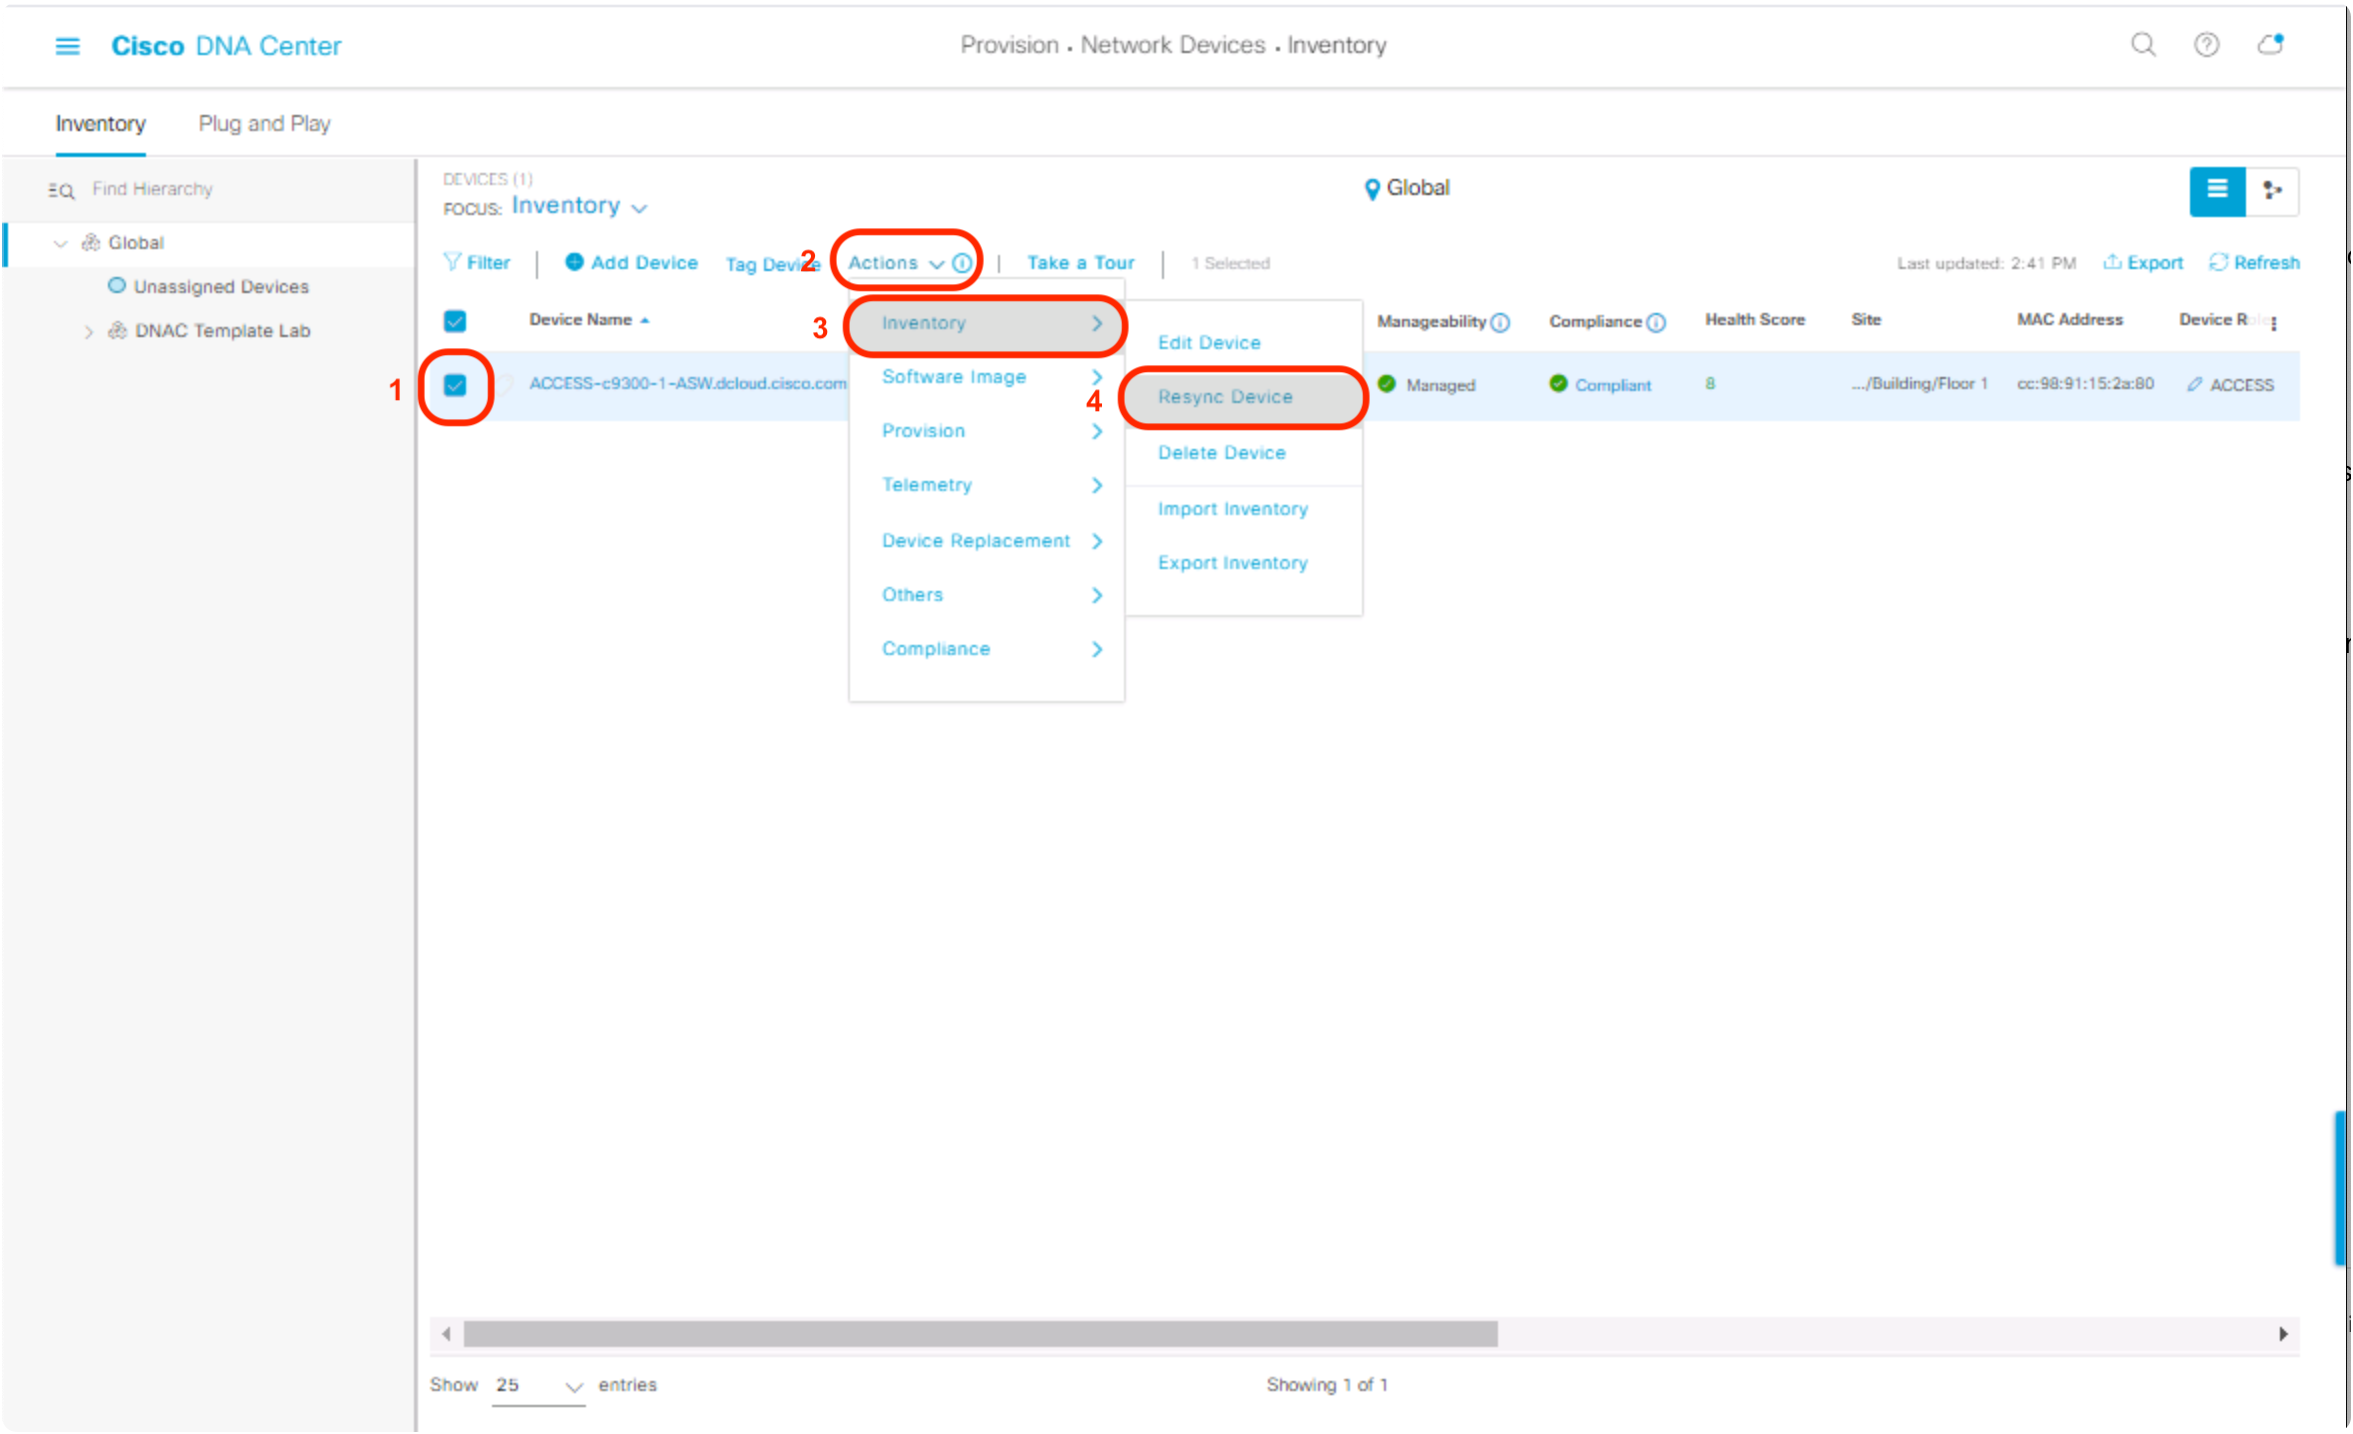 Cisco DNA Center
Provision • Network Devices • Inventory
Inventory
Plug and Play
Find Hierarchy
Global
Unassigned Devices
DNAC Template Lab
DEVICES (1)
FOCUS: Inventory
Global
Filter
Add Device
Tag Device
2
Actions
Take a Tour
1 Selected
Last updated: 2:41 PM
Export
Refresh
Device Name
Manageability
Compliance
Health Score
Site
MAC Address
Device Role
1
ACCESS-c9300-1-ASW.dcloud.cisco.com
Managed
Compliant
8
.../Building/Floor 1
cc:98:91:15:2a:80
ACCESS
3
Inventory
Software Image
Provision
Telemetry
Device Replacement
Others
Compliance
Edit Device
4
Resync Device
Delete Device
Import Inventory
Export Inventory
Show 25 entries
Showing 1 of 1